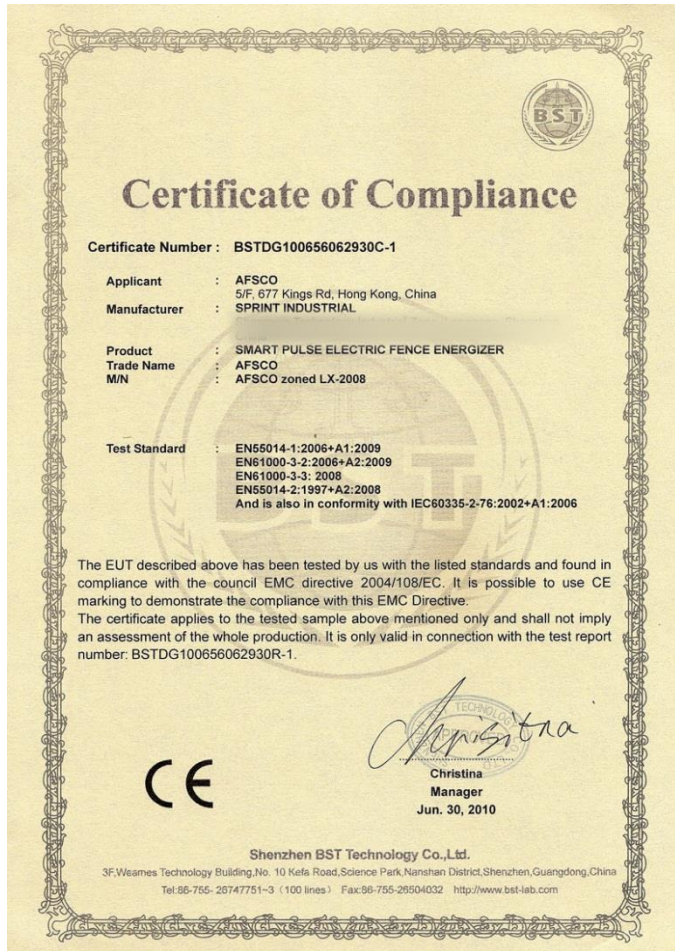 BST
Certificate of Compliance
Certificate Number : BSTDG100656062930C-1
Applicant : AFSCO
5/F, 677 Kings Rd, Hong Kong, China
Manufacturer : SPRINT INDUSTRIAL
Product : SMART PULSE ELECTRIC FENCE ENERGIZER
Trade Name : AFSCO
M/N : AFSCO zoned LX-2008
Test Standard : EN55014-1:2006+A1:2009
EN61000-3-2:2006+A2:2009
EN61000-3-3: 2008
EN55014-2:1997+A2:2008
And is also in conformity with IEC60335-2-76:2002+A1:2006
The EUT described above has been tested by us with the listed standards and found in
compliance with the council EMC directive 2004/108/EC. It is possible to use CE
marking to demonstrate the compliance with this EMC Directive.
The certificate applies to the tested sample above mentioned only and shall not imply
an assessment of the whole production. It is only valid in connection with the test report
number: BSTDG100656062930R-1.
TECHNOLOGY
CE
Christina
Manager
Jun. 30, 2010
Shenzhen BST Technology Co.,Ltd.
3F,Weames Technology Building,No. 10 Kefa Road,Science Park,Nanshan District,Shenzhen,Guangdong,China
Tel:86-755- 26747751~3（100 lines） Fax:86-755-26504032 http://www.bst-lab.com